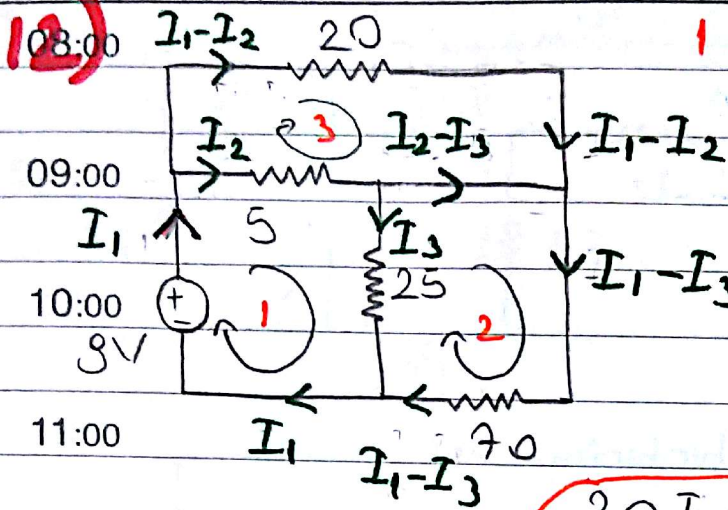 12)
08:00
I₁-I₂
20
1
3
I₂
I₂-I₃
I₁-I₂
09:00
I₁
5
I₃
25
I₁-I₃
10:00
+
-
1
2
9V
11:00
I₁
I₁-I₃
70